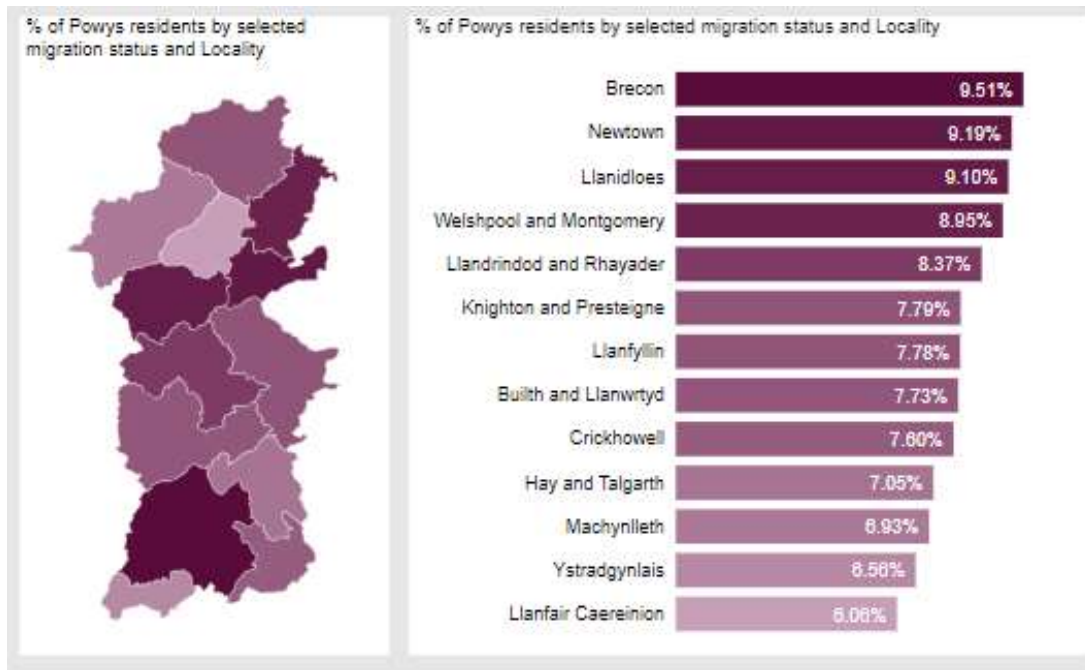 % of Powys residents by selected
migration status and Locality
% of Powys residents by selected migration status and Locality
Brecon 9.51%
Newtown 9.19%
Llanidloes 9.10%
Welshpool and Montgomery 8.95%
Llandrindod and Rhayader 8.37%
Knighton and Presteigne 7.79%
Llanfyllin 7.78%
Builth and Llanwrtyd 7.73%
Crickhowell 7.60%
Hay and Talgarth 7.05%
Machynlleth 6.93%
Ystradgynlais 6.56%
Llanfair Caereinion 6.06%